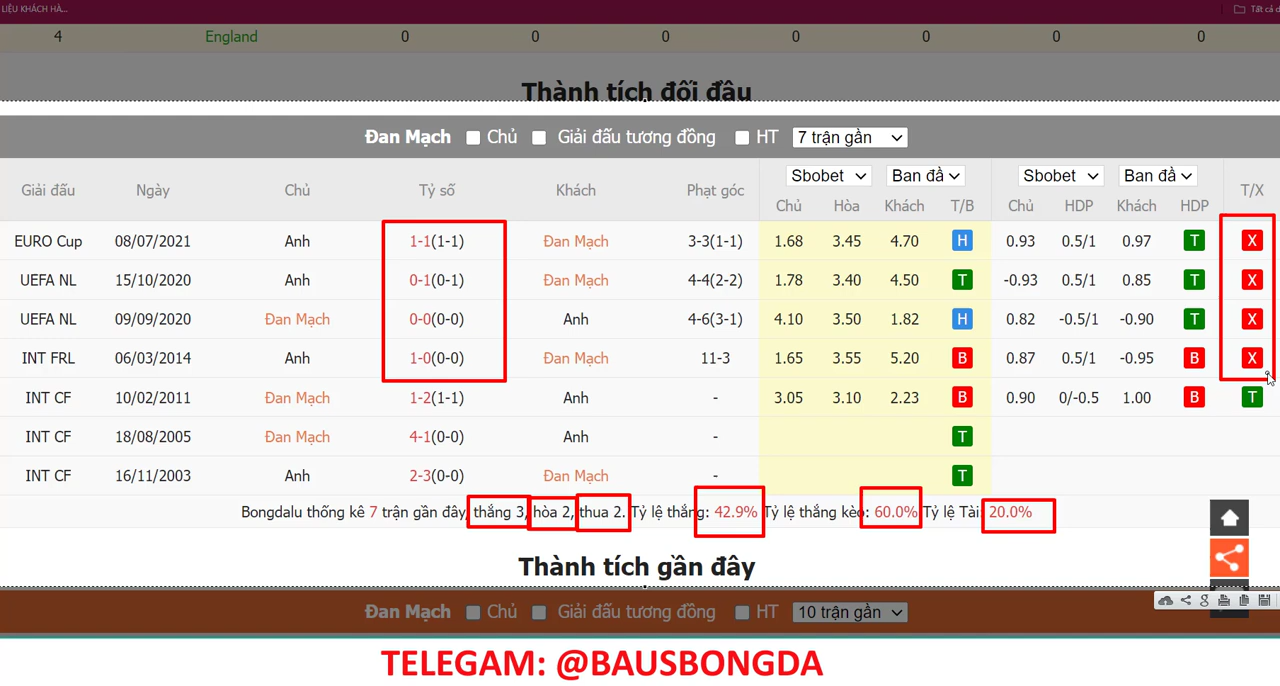 LIỆU KHÁCH HÀ...
Tất cả d
4 England 0 0 0 0 0 0 0
Thành tích đối đầu
Đan Mạch Chủ Giải đấu tương đồng HT 7 trận gần
Sbobet Ban đầ Sbobet Ban đầ
Giải đấu Ngày Chủ Tỷ số Khách Phạt góc T/X
Chủ Hòa Khách T/B Chủ HDP Khách HDP
EURO Cup 08/07/2021 Anh 1-1(1-1) Đan Mạch 3-3(1-1) 1.68 3.45 4.70 H 0.93 0.5/1 0.97 T X
UEFA NL 15/10/2020 Anh 0-1(0-1) Đan Mạch 4-4(2-2) 1.78 3.40 4.50 T -0.93 0.5/1 0.85 T X
UEFA NL 09/09/2020 Đan Mạch 0-0(0-0) Anh 4-6(3-1) 4.10 3.50 1.82 H 0.82 -0.5/1 -0.90 T X
INT FRL 06/03/2014 Anh 1-0(0-0) Đan Mạch 11-3 1.65 3.55 5.20 B 0.87 0.5/1 -0.95 B X
INT CF 10/02/2011 Đan Mạch 1-2(1-1) Anh - 3.05 3.10 2.23 B 0.90 0/-0.5 1.00 B T
INT CF 18/08/2005 Đan Mạch 4-1(0-0) Anh - T
INT CF 16/11/2003 Anh 2-3(0-0) Đan Mạch - T
Bongdalu thống kê 7 trận gần đây, thắng 3, hòa 2, thua 2. Tỷ lệ thắng: 42.9% Tỷ lệ thắng kèo: 60.0% Tỷ lệ Tài: 20.0%
Thành tích gần đây
Đan Mạch Chủ Giải đấu tương đồng HT 10 trận gần
TELEGAM: @BAUSBONGDA